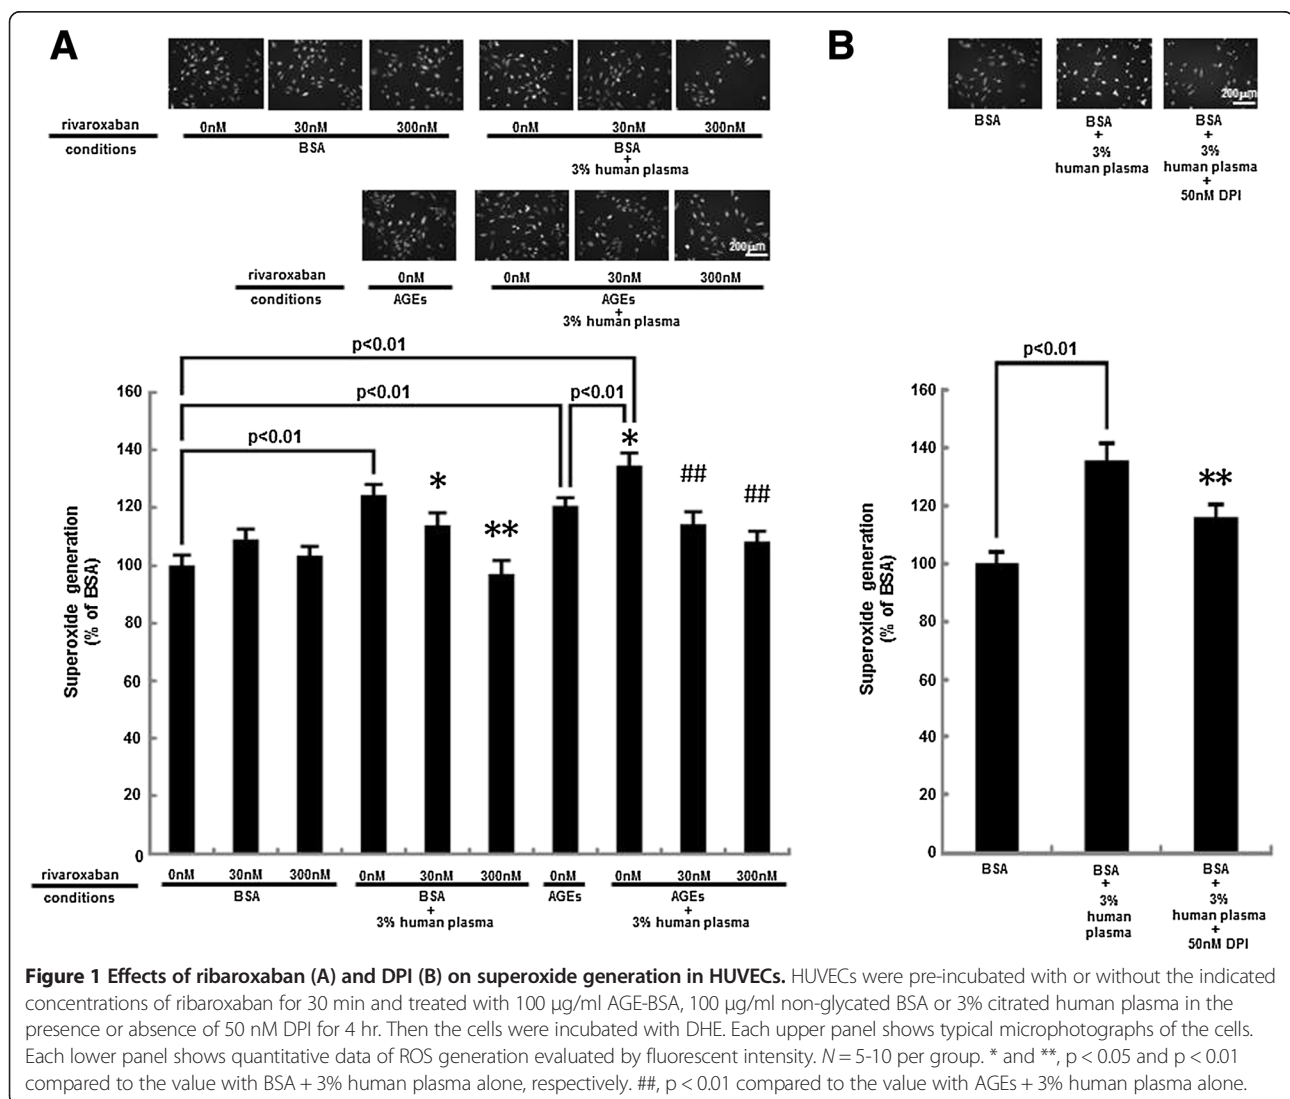 A
B
rivaroxaban 0nM 30nM 300nM 0nM 30nM 300nM
conditions BSA BSA
+
3% human plasma
200µm
rivaroxaban 0nM 0nM 30nM 300nM
conditions AGEs AGEs
+
3% human plasma
200µm
BSA BSA BSA
+ +
3% 3%
human plasma human plasma
+
50nM DPI
p<0.01
p<0.01 p<0.01
p<0.01
* ** * ## ##
Superoxide generation
(% of BSA)
160
140
120
100
80
60
40
20
0
rivaroxaban 0nM 30nM 300nM 0nM 30nM 300nM 0nM 0nM 30nM 300nM
conditions BSA BSA AGEs AGEs
+ +
3% human plasma 3% human plasma
p<0.01
**
Superoxide generation
(% of BSA)
160
140
120
100
80
60
40
20
0
BSA BSA BSA
+ +
3% 3%
human human plasma
plasma +
50nM DPI
Figure 1 Effects of ribaroxaban (A) and DPI (B) on superoxide generation in HUVECs. HUVECs were pre-incubated with or without the indicated
concentrations of ribaroxaban for 30 min and treated with 100 μg/ml AGE-BSA, 100 μg/ml non-glycated BSA or 3% citrated human plasma in the
presence or absence of 50 nM DPI for 4 hr. Then the cells were incubated with DHE. Each upper panel shows typical microphotographs of the cells.
Each lower panel shows quantitative data of ROS generation evaluated by fluorescent intensity. N = 5-10 per group. * and **, p < 0.05 and p < 0.01
compared to the value with BSA + 3% human plasma alone, respectively. ##, p < 0.01 compared to the value with AGEs + 3% human plasma alone.